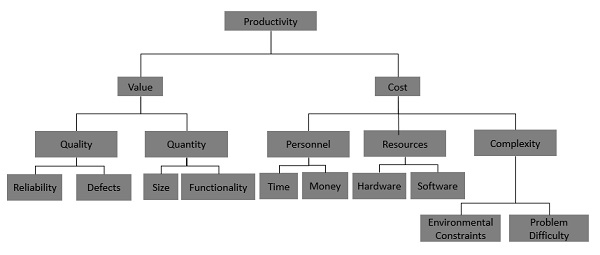 Productivity
Value
Cost
Quality
Quantity
Personnel
Resources
Complexity
Reliability
Defects
Size
Functionality
Time
Money
Hardware
Software
Environmental
Constraints
Problem
Difficulty